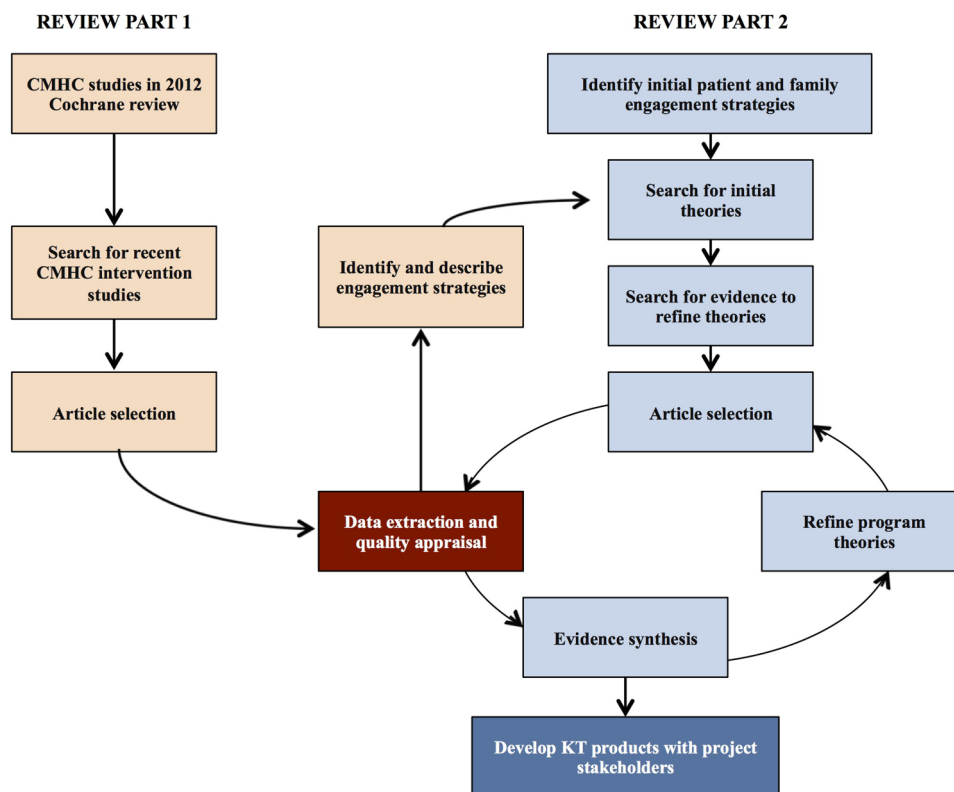 REVIEW PART 1
REVIEW PART 2
CMHC studies in 2012
Cochrane review
Search for recent
CMHC intervention
studies
Article selection
Identify and describe
engagement strategies
Data extraction and
quality appraisal
Identify initial patient and family
engagement strategies
Search for initial
theories
Search for evidence to
refine theories
Article selection
Refine program
theories
Evidence synthesis
Develop KT products with project
stakeholders